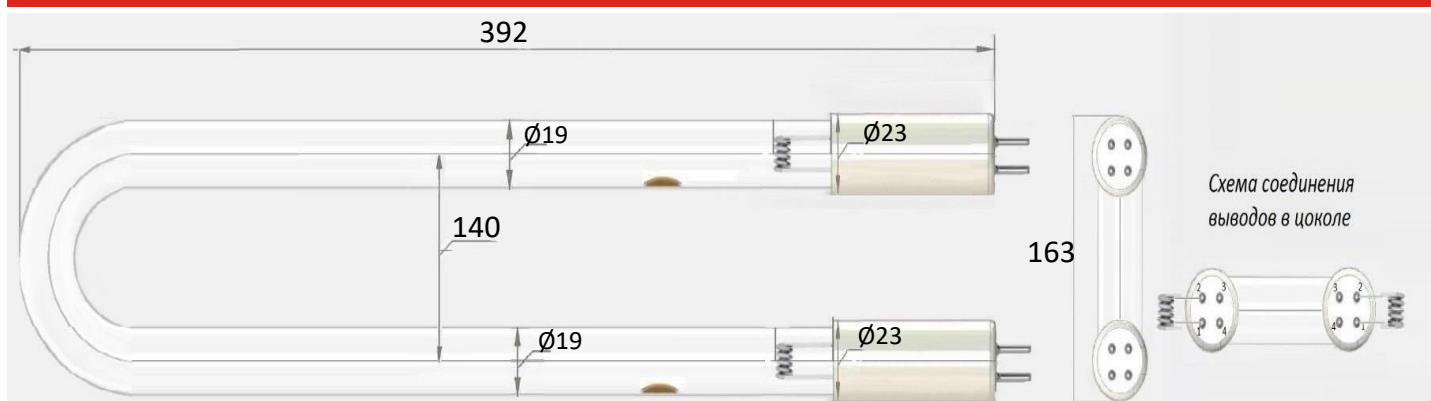 392
Ø19
Ø23
140
163
Схема соединения
выводов в цоколе
2 3
1 4
3 2
4 1
Ø19
Ø23